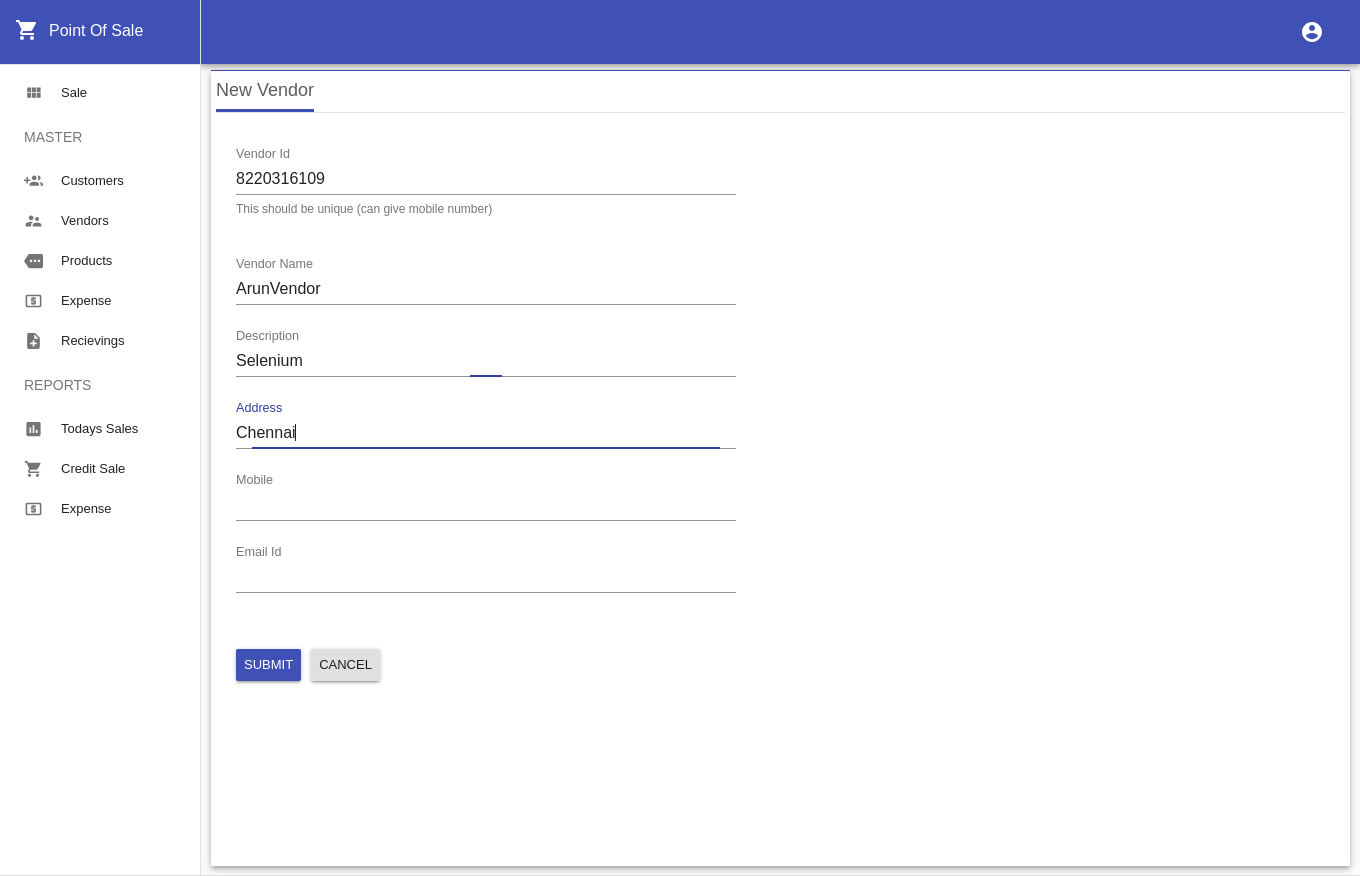 Point Of Sale
Sale
MASTER
Customers
Vendors
Products
Expense
Recievings
REPORTS
Todays Sales
Credit Sale
Expense
New Vendor
Vendor Id
8220316109
This should be unique (can give mobile number)
Vendor Name
ArunVendor
Description
Selenium
Address
Chennai
Mobile
Email Id
SUBMIT CANCEL